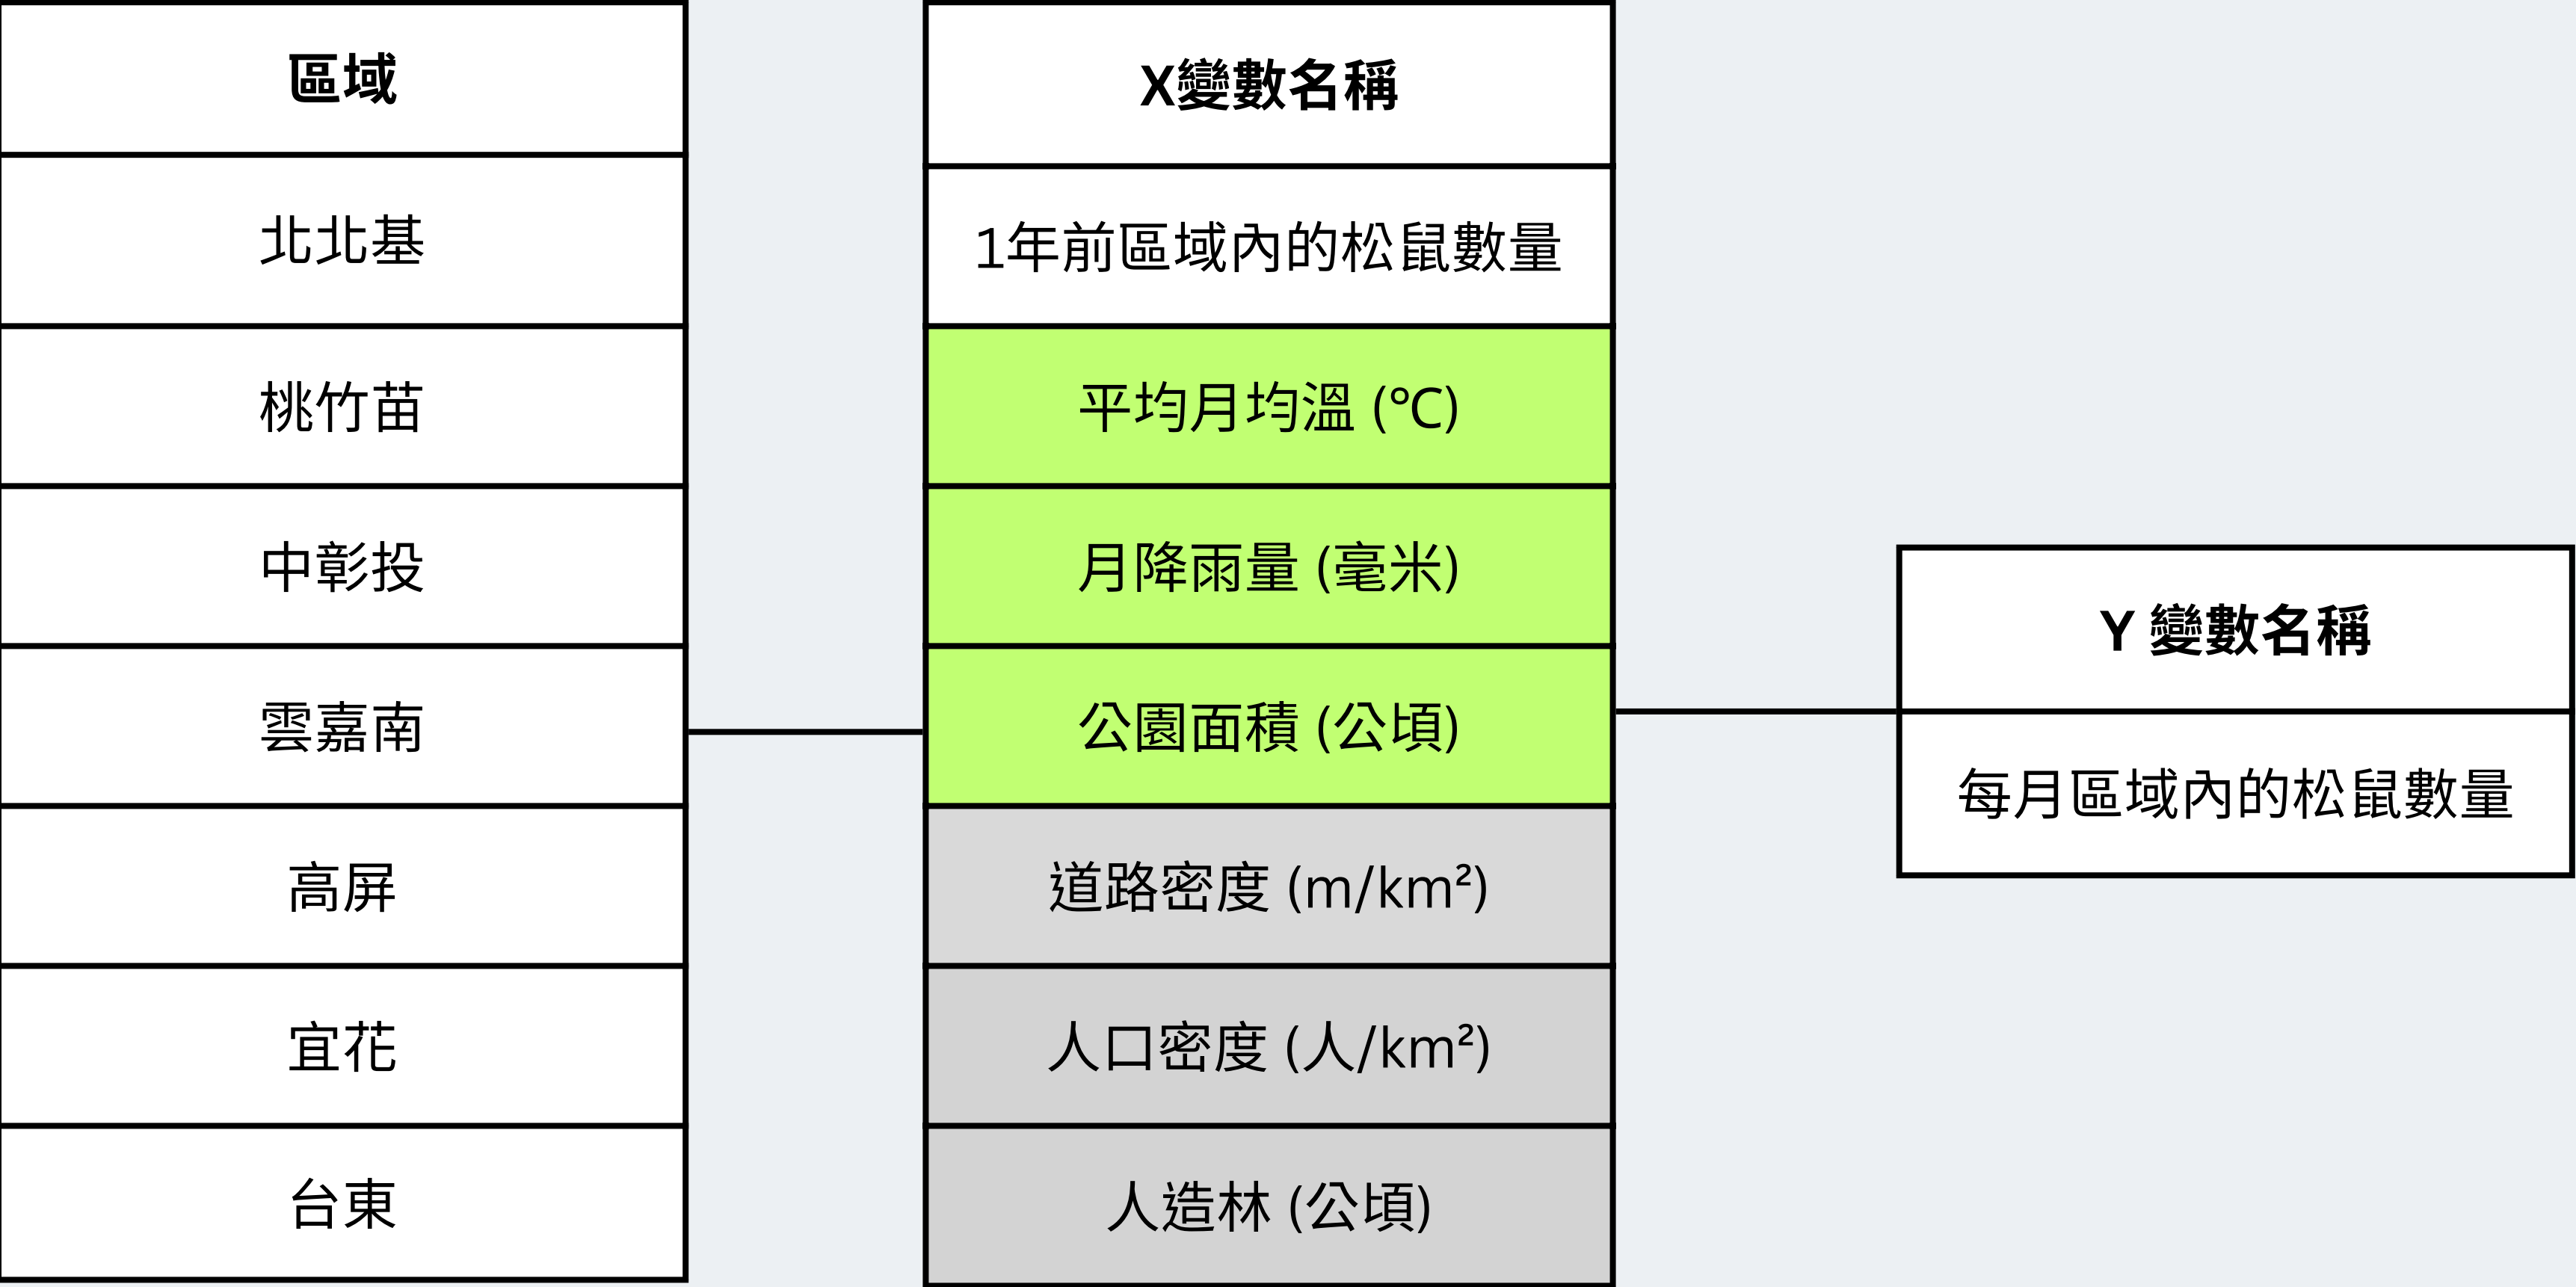 區域
北北基
桃竹苗
中彰投
雲嘉南
高屏
宜花
台東
X變數名稱
1年前區域內的松鼠數量
平均月均溫 (°C)
月降雨量 (毫米)
公園面積 (公頃)
道路密度 (m/km²)
人口密度 (人/km²)
人造林 (公頃)
Y 變數名稱
每月區域內的松鼠數量